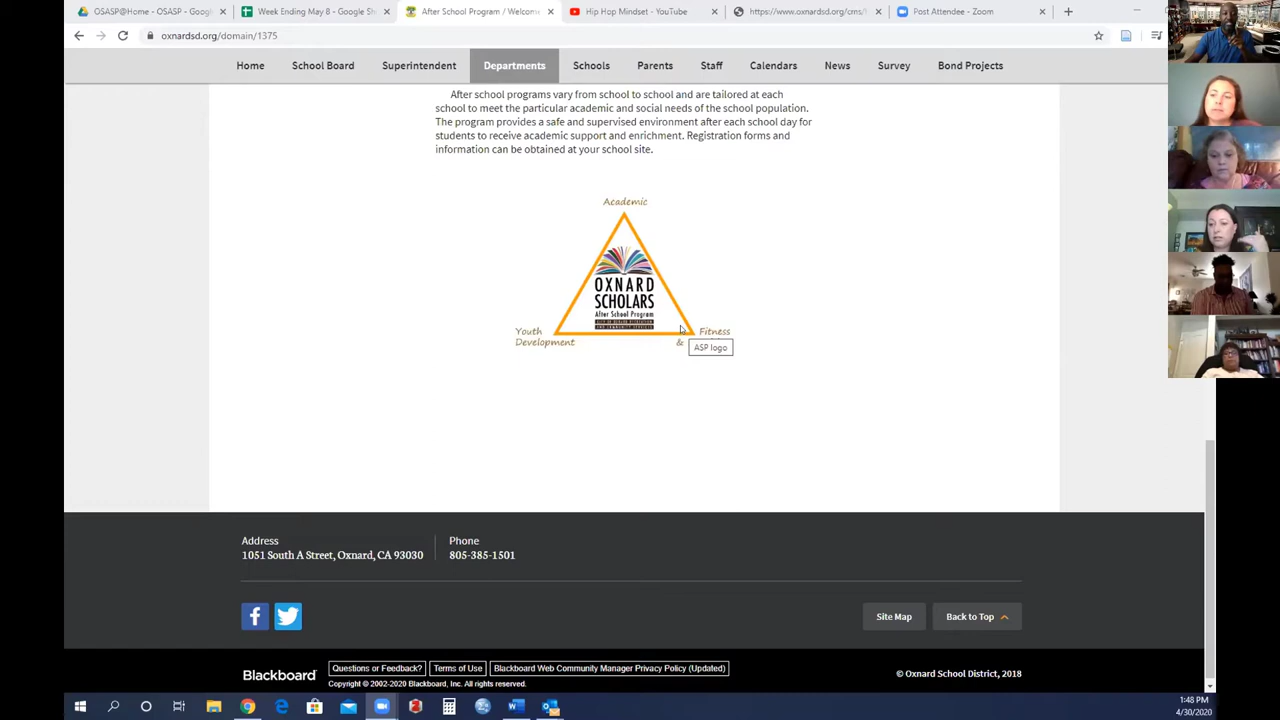 OSASP@Home - OSASP - Googl
Week Ending May 8 - Google She
After School Program / Welcome
Hip Hop Mindset - YouTube
https://www.oxnardsd.org/cms/
Post Attendee - Zoom
oxnardsd.org/domain/1375
Home
School Board
Superintendent
Departments
Schools
Parents
Staff
Calendars
News
Survey
Bond Projects
After school programs vary from school to school and are tailored at each
school to meet the particular academic and social needs of the school population.
The program provides a safe and supervised environment after each school day for
students to receive academic support and enrichment. Registration forms and
information can be obtained at your school site.
Academic
OXNARD
SCHOLARS
After School Program
Youth
Development
Fitness
&
ASP logo
Address
1051 South A Street, Oxnard, CA 93030
Phone
805-385-1501
Site Map
Back to Top
Blackboard
Questions or Feedback?
Terms of Use
Blackboard Web Community Manager Privacy Policy (Updated)
Copyright © 2002-2020 Blackboard, Inc. All rights reserved.
© Oxnard School District, 2018
1:48 PM
4/30/2020